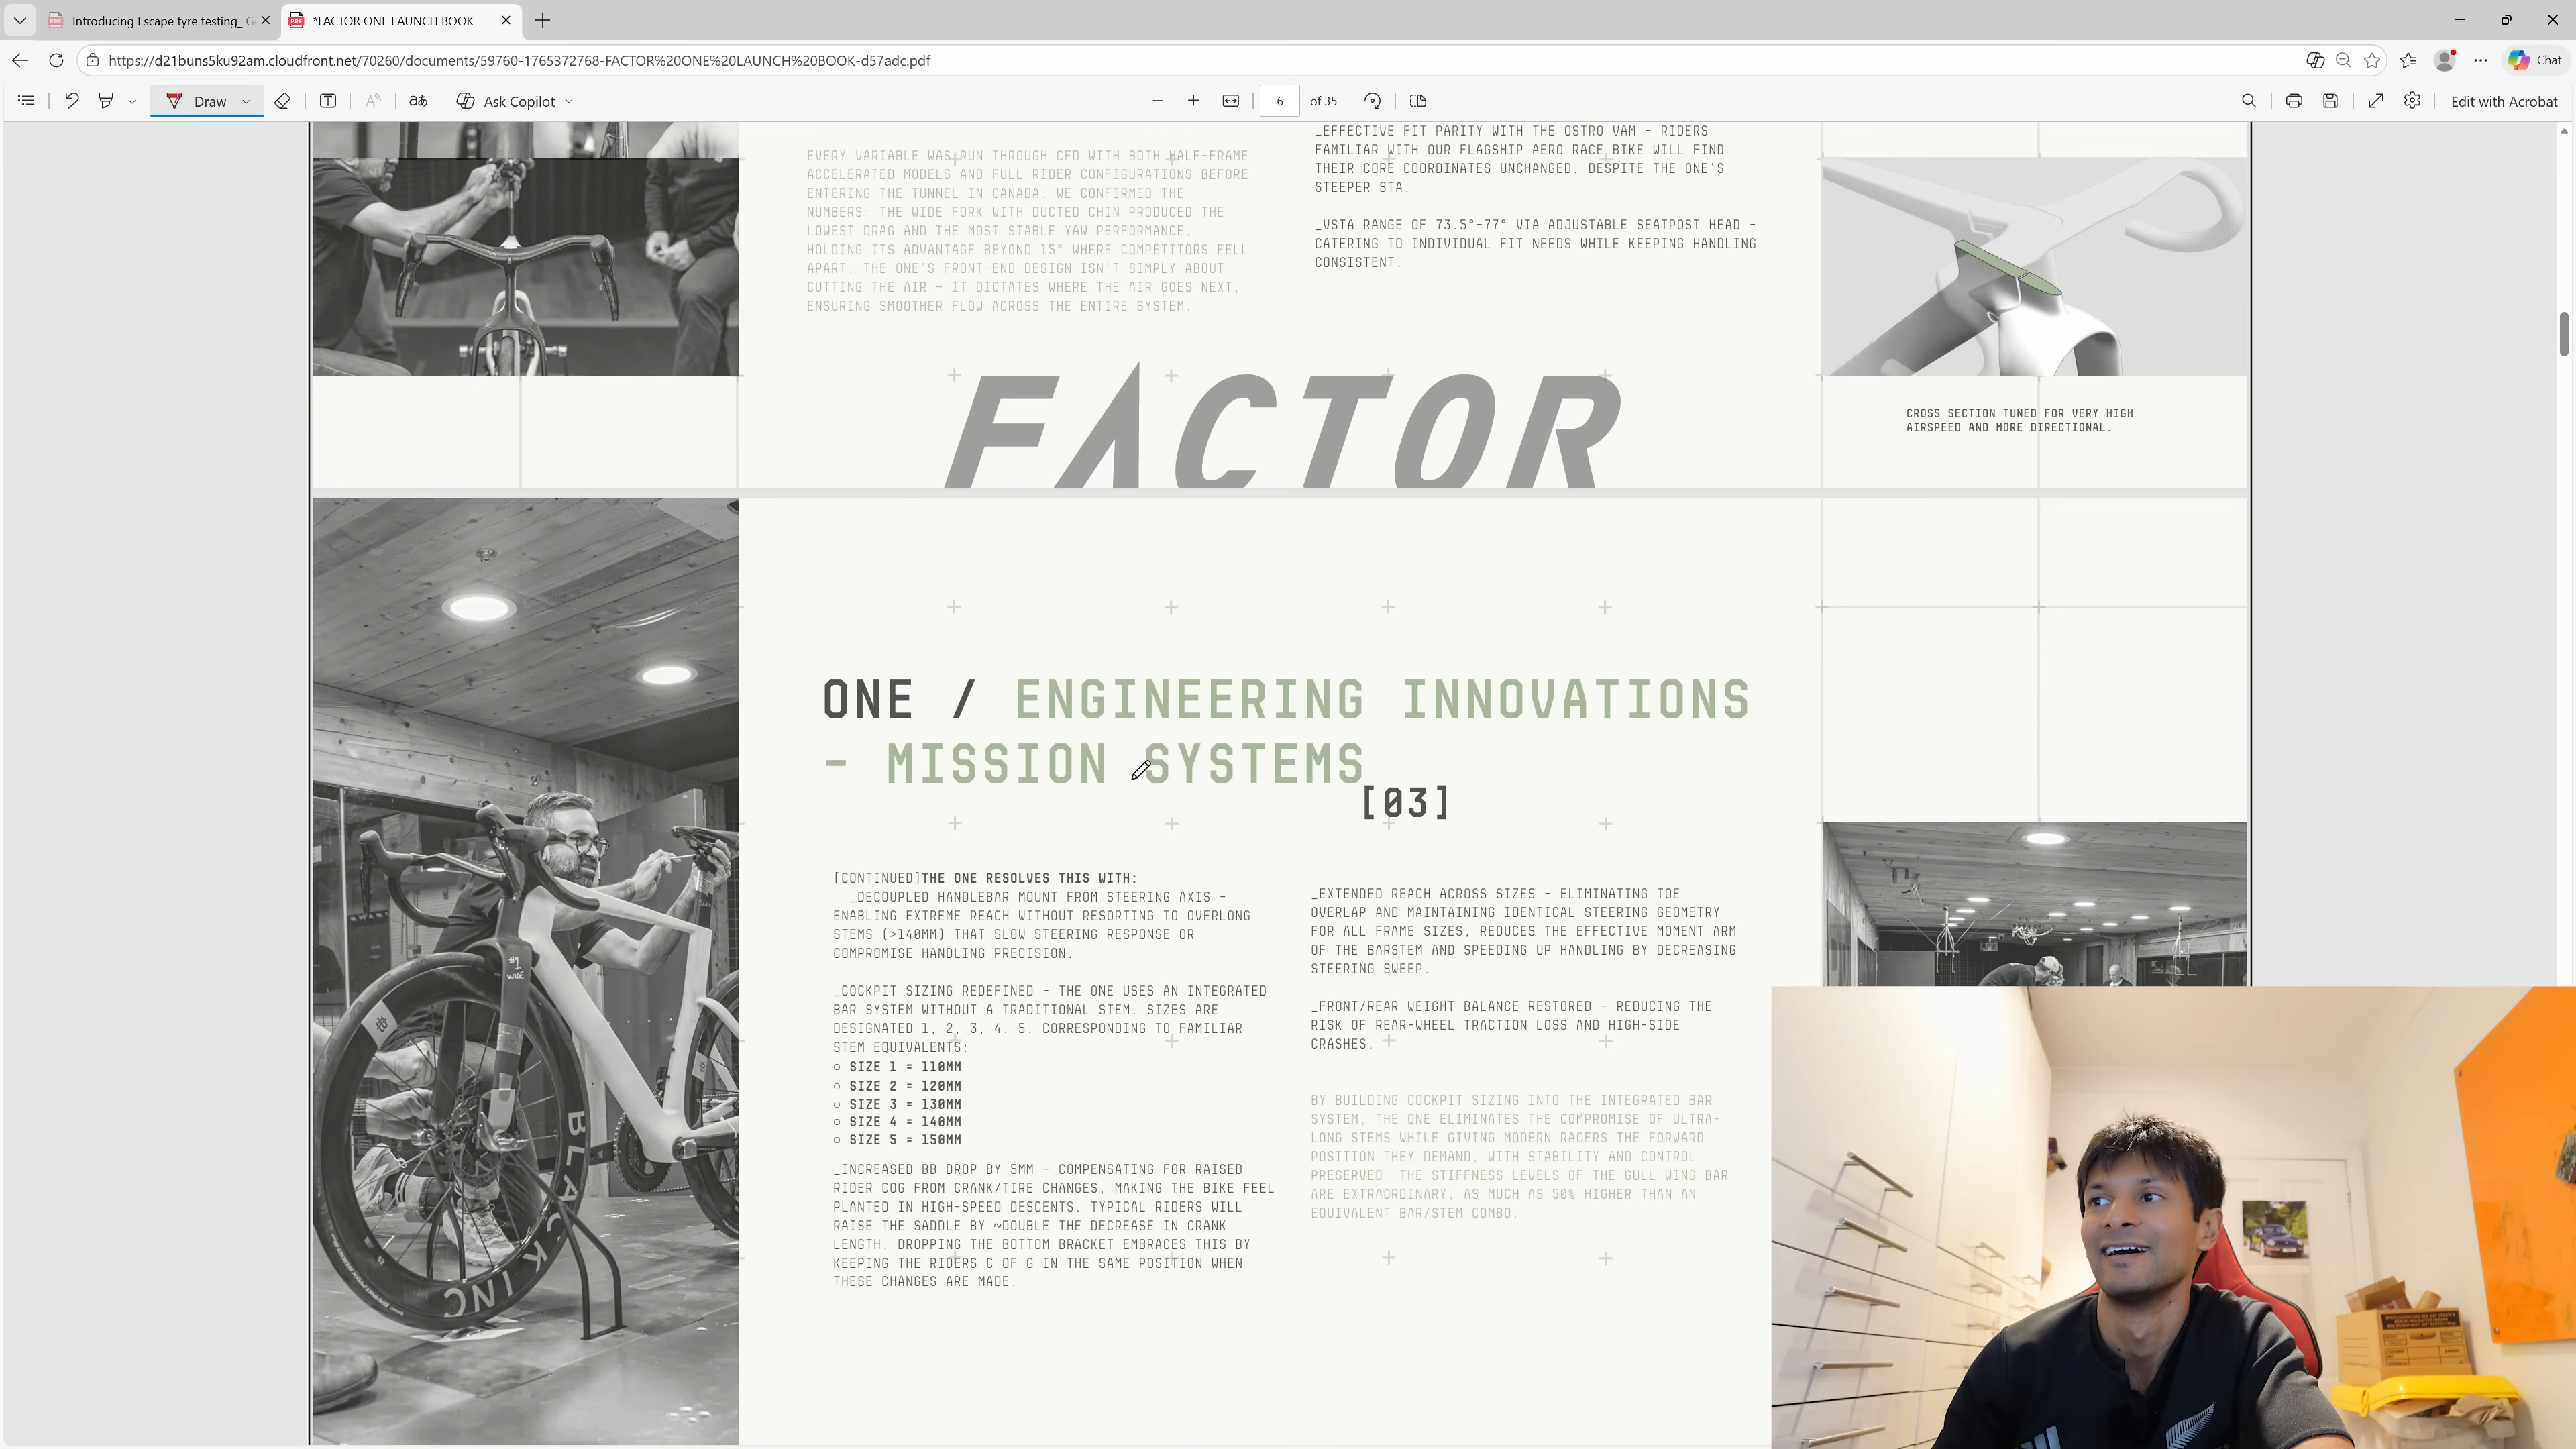 Introducing Escape tyre testing_ G
*FACTOR ONE LAUNCH BOOK
https://d21buns5ku92am.cloudfront.net/70260/documents/59760-1765372768-FACTOR%20ONE%20LAUNCH%20BOOK-d57adc.pdf
Chat
Draw
Ask Copilot
6 of 35
Edit with Acrobat
EVERY VARIABLE WAS RUN THROUGH CFD WITH BOTH HALF-FRAME
ACCELERATED MODELS AND FULL RIDER CONFIGURATIONS BEFORE
ENTERING THE TUNNEL IN CANADA. WE CONFIRMED THE
NUMBERS: THE WIDE FORK WITH DUCTED CHIN PRODUCED THE
LOWEST DRAG AND THE MOST STABLE YAW PERFORMANCE,
HOLDING ITS ADVANTAGE BEYOND 15° WHERE COMPETITORS FELL
APART. THE ONE'S FRONT-END DESIGN ISN'T SIMPLY ABOUT
CUTTING THE AIR – IT DICTATES WHERE THE AIR GOES NEXT,
ENSURING SMOOTHER FLOW ACROSS THE ENTIRE SYSTEM.
_EFFECTIVE FIT PARITY WITH THE OSTRO VAM – RIDERS
FAMILIAR WITH OUR FLAGSHIP AERO RACE BIKE WILL FIND
THEIR CORE COORDINATES UNCHANGED, DESPITE THE ONE'S
STEEPER STA.
_VSTA RANGE OF 73.5°–77° VIA ADJUSTABLE SEATPOST HEAD –
CATERING TO INDIVIDUAL FIT NEEDS WHILE KEEPING HANDLING
CONSISTENT.
CROSS SECTION TUNED FOR VERY HIGH
AIRSPEED AND MORE DIRECTIONAL.
FACTOR
ONE / ENGINEERING INNOVATIONS
– MISSION SYSTEMS
[03]
[CONTINUED]THE ONE RESOLVES THIS WITH:
_DECOUPLED HANDLEBAR MOUNT FROM STEERING AXIS –
ENABLING EXTREME REACH WITHOUT RESORTING TO OVERLONG
STEMS (>140MM) THAT SLOW STEERING RESPONSE OR
COMPROMISE HANDLING PRECISION.
_COCKPIT SIZING REDEFINED – THE ONE USES AN INTEGRATED
BAR SYSTEM WITHOUT A TRADITIONAL STEM. SIZES ARE
DESIGNATED 1, 2, 3, 4, 5, CORRESPONDING TO FAMILIAR
STEM EQUIVALENTS:
○ SIZE 1 = 110MM
○ SIZE 2 = 120MM
○ SIZE 3 = 130MM
○ SIZE 4 = 140MM
○ SIZE 5 = 150MM
_INCREASED BB DROP BY 5MM – COMPENSATING FOR RAISED
RIDER COG FROM CRANK/TIRE CHANGES, MAKING THE BIKE FEEL
PLANTED IN HIGH-SPEED DESCENTS. TYPICAL RIDERS WILL
RAISE THE SADDLE BY ~DOUBLE THE DECREASE IN CRANK
LENGTH. DROPPING THE BOTTOM BRACKET EMBRACES THIS BY
KEEPING THE RIDERS C OF G IN THE SAME POSITION WHEN
THESE CHANGES ARE MADE.
_EXTENDED REACH ACROSS SIZES – ELIMINATING TOE
OVERLAP AND MAINTAINING IDENTICAL STEERING GEOMETRY
FOR ALL FRAME SIZES, REDUCES THE EFFECTIVE MOMENT ARM
OF THE BARSTEM AND SPEEDING UP HANDLING BY DECREASING
STEERING SWEEP.
_FRONT/REAR WEIGHT BALANCE RESTORED – REDUCING THE
RISK OF REAR-WHEEL TRACTION LOSS AND HIGH-SIDE
CRASHES.
BY BUILDING COCKPIT SIZING INTO THE INTEGRATED BAR
SYSTEM, THE ONE ELIMINATES THE COMPROMISE OF ULTRA-
LONG STEMS WHILE GIVING MODERN RACERS THE FORWARD
POSITION THEY DEMAND, WITH STABILITY AND CONTROL
PRESERVED. THE STIFFNESS LEVELS OF THE GULL WING BAR
ARE EXTRAORDINARY, AS MUCH AS 50% HIGHER THAN AN
EQUIVALENT BAR/STEM COMBO.
#1
WIDE
BLACK INC